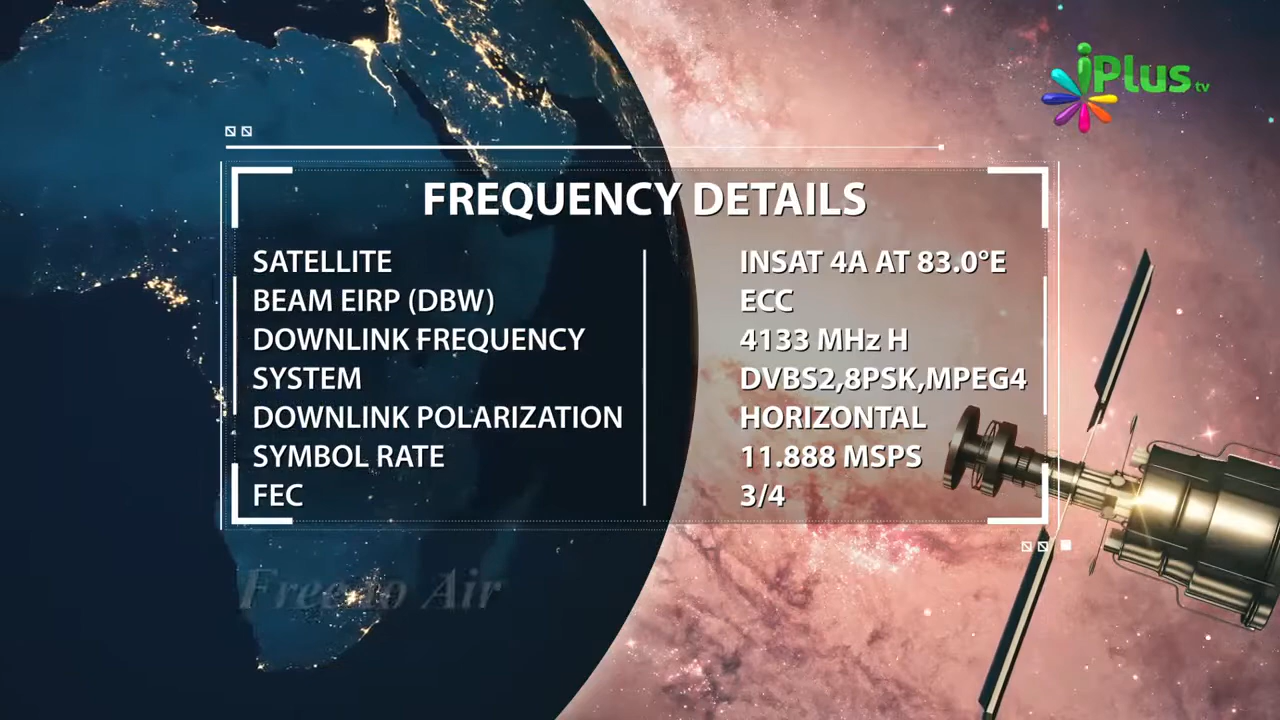 iPlus tv
FREQUENCY DETAILS
SATELLITE INSAT 4A AT 83.0°E
BEAM EIRP (DBW) ECC
DOWNLINK FREQUENCY 4133 MHz H
SYSTEM DVBS2,8PSK,MPEG4
DOWNLINK POLARIZATION HORIZONTAL
SYMBOL RATE 11.888 MSPS
FEC 3/4
Free to Air